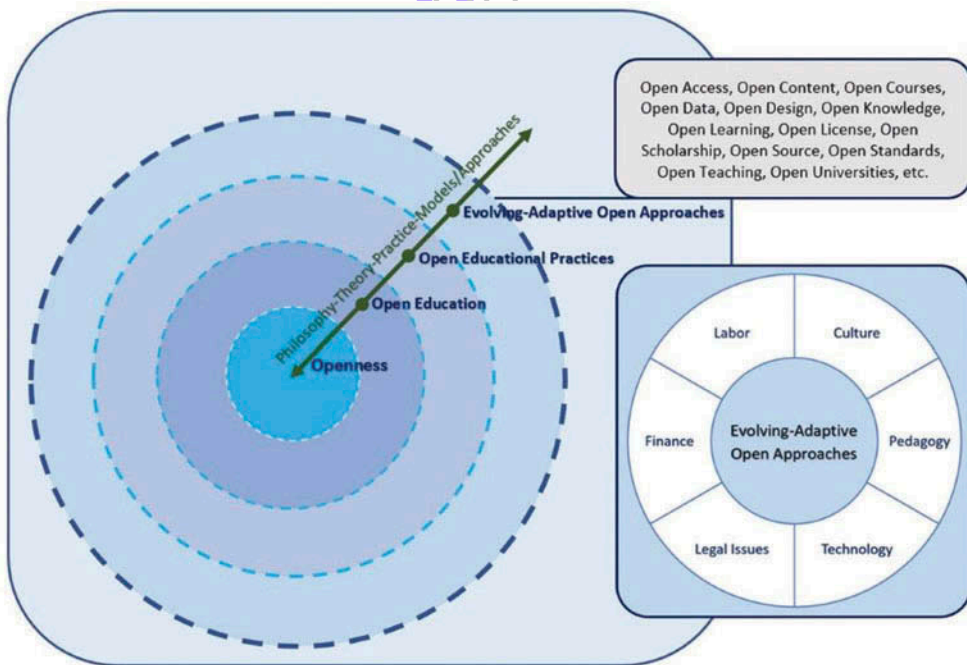 Open Access, Open Content, Open Courses,
Open Data, Open Design, Open Knowledge,
Open Learning, Open License, Open
Scholarship, Open Source, Open Standards,
Open Teaching, Open Universities, etc.
Philosophy-Theory-Practice-Models/Approaches
Evolving-Adaptive Open Approaches
Open Educational Practices
Open Education
Openness
Labor
Culture
Finance
Evolving-Adaptive
Open Approaches
Pedagogy
Legal Issues
Technology